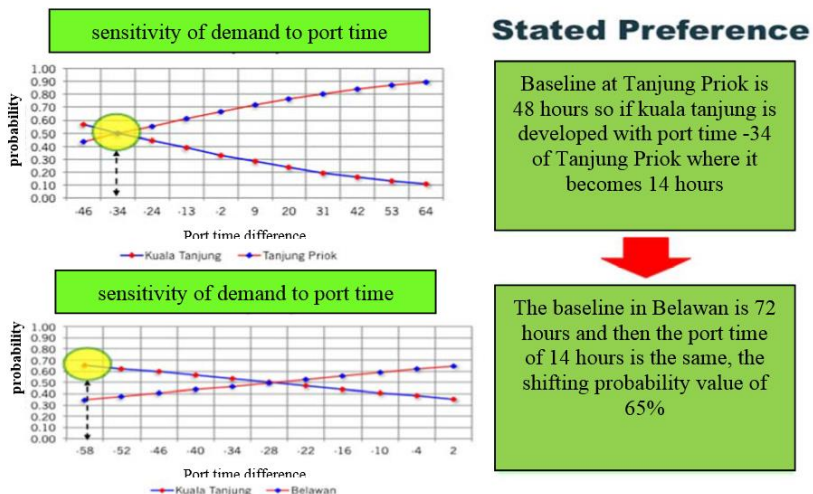 sensitivity of demand to port time
Stated Preference
probability
1.00
0.90
0.80
0.70
0.60
0.50
0.40
0.30
0.20
0.10
0.00
-46 -34 -24 -13 -2 9 20 31 42 53 64
Port time difference
Kuala Tanjung Tanjung Priok
Baseline at Tanjung Priok is
48 hours so if kuala tanjung is
developed with port time -34
of Tanjung Priok where it
becomes 14 hours
sensitivity of demand to port time
probability
1.00
0.90
0.80
0.70
0.60
0.50
0.40
0.30
0.20
0.10
0.00
-58 -52 -46 -40 -34 -28 -22 -16 -10 -4 2
Port time difference
Kuala Tanjung Belawan
The baseline in Belawan is 72
hours and then the port time
of 14 hours is the same, the
shifting probability value of
65%